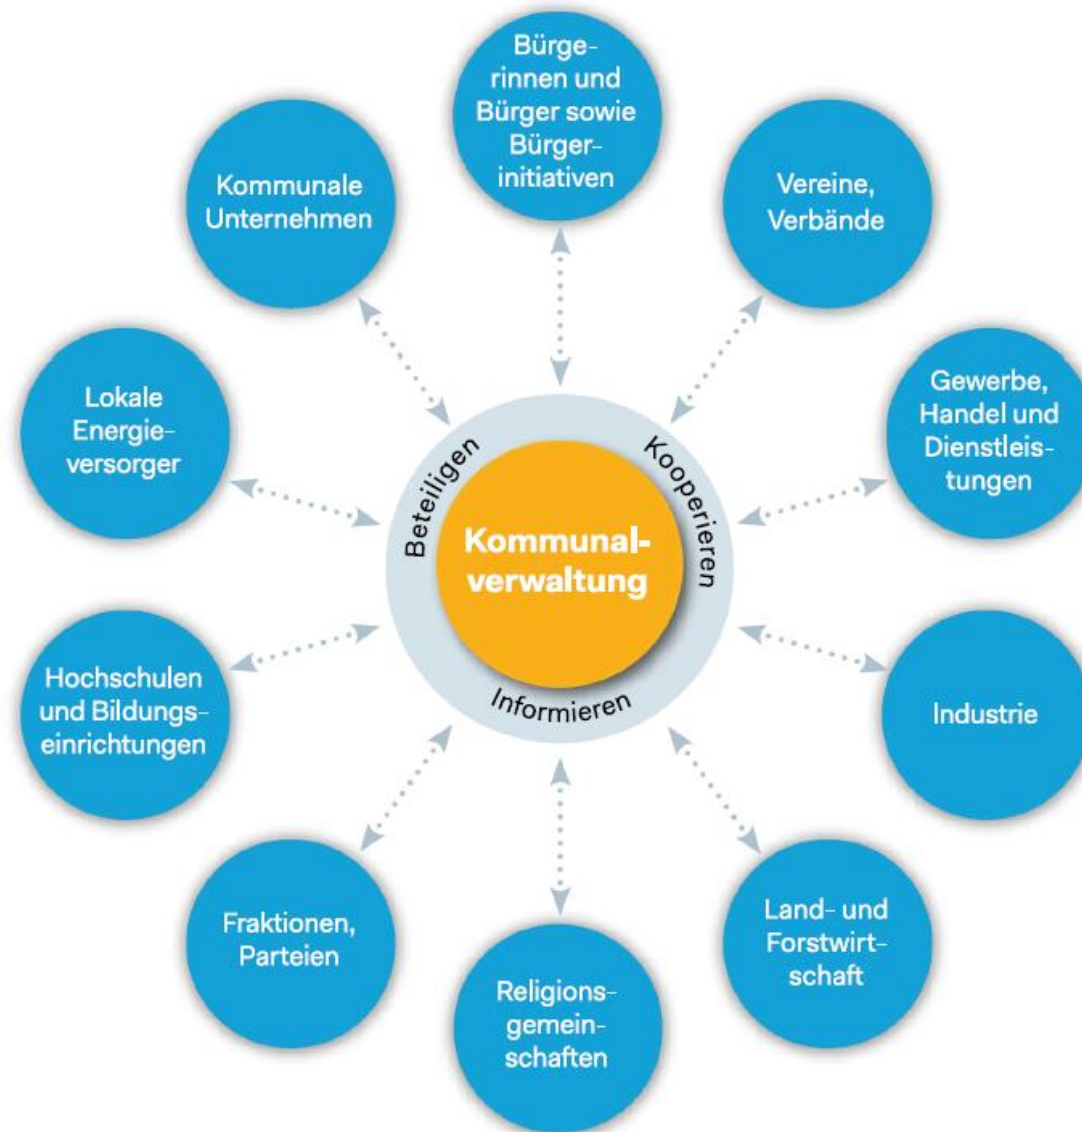 Bürge-
rinnen und
Bürger sowie
Bürger-
initiativen
Vereine,
Verbände
Gewerbe,
Handel und
Dienstleis-
tungen
Industrie
Land- und
Forstwirt-
schaft
Religions-
gemein-
schaften
Fraktionen,
Parteien
Hochschulen
und Bildungs-
einrichtungen
Lokale
Energie-
versorger
Kommunale
Unternehmen
Beteiligen
Kooperieren
Informieren
Kommunal-
verwaltung